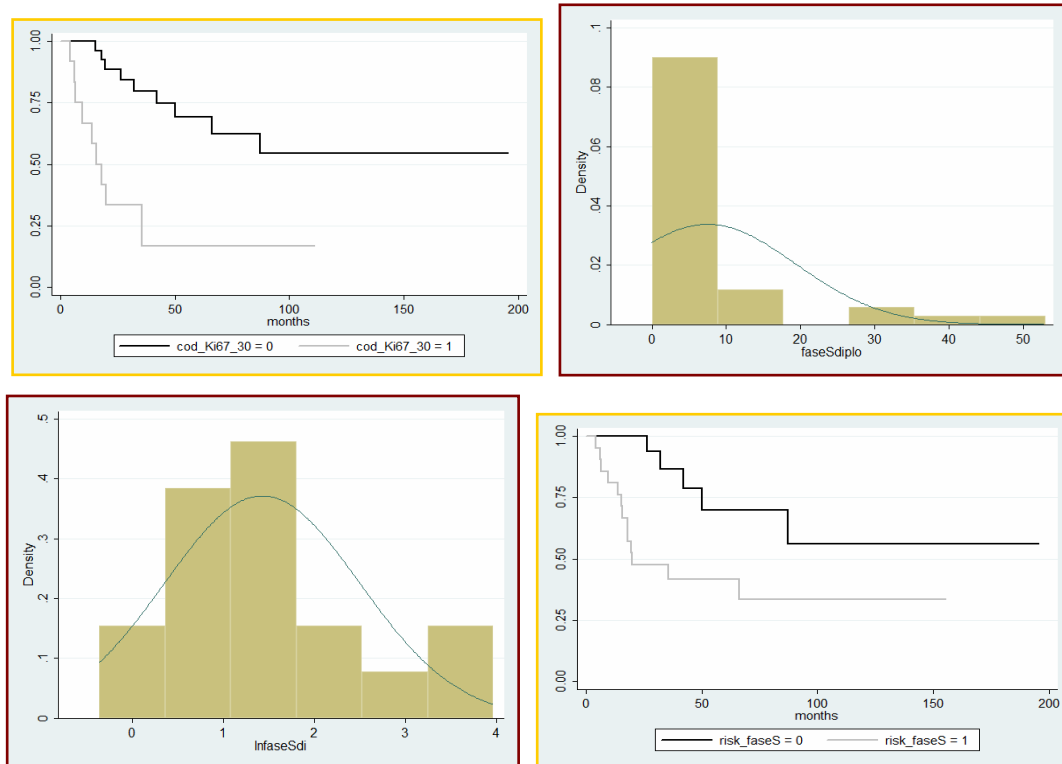 0.00 0.25 0.50 0.75 1.00
0 50 100 150 200
months
cod_Ki67_30 = 0 cod_Ki67_30 = 1
Density
0 .02 .04 .06 .08 .1
0 10 20 30 40 50
faseSdiplo
Density
0 .1 .2 .3 .4 .5
0 1 2 3 4
lnfaseSdi
0.00 0.25 0.50 0.75 1.00
0 50 100 150 200
months
risk_faseS = 0 risk_faseS = 1